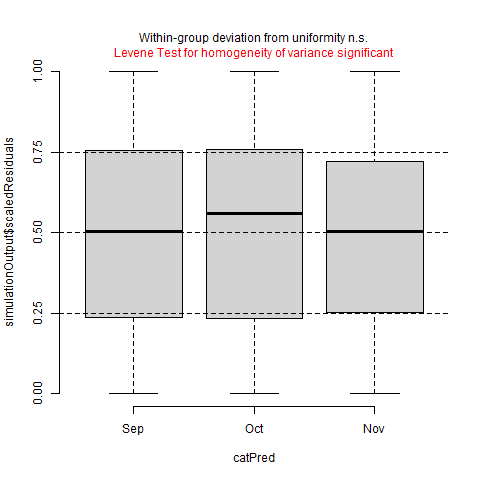 Within-group deviation from uniformity n.s.
Levene Test for homogeneity of variance significant
simulationOutput$scaledResiduals
1.00
0.75
0.50
0.25
0.00
Sep Oct Nov
catPred